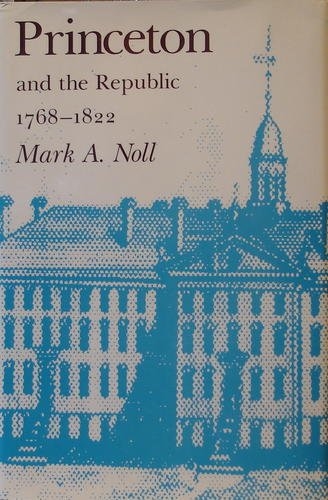 Princeton
and the Republic
1768–1822
Mark A. Noll